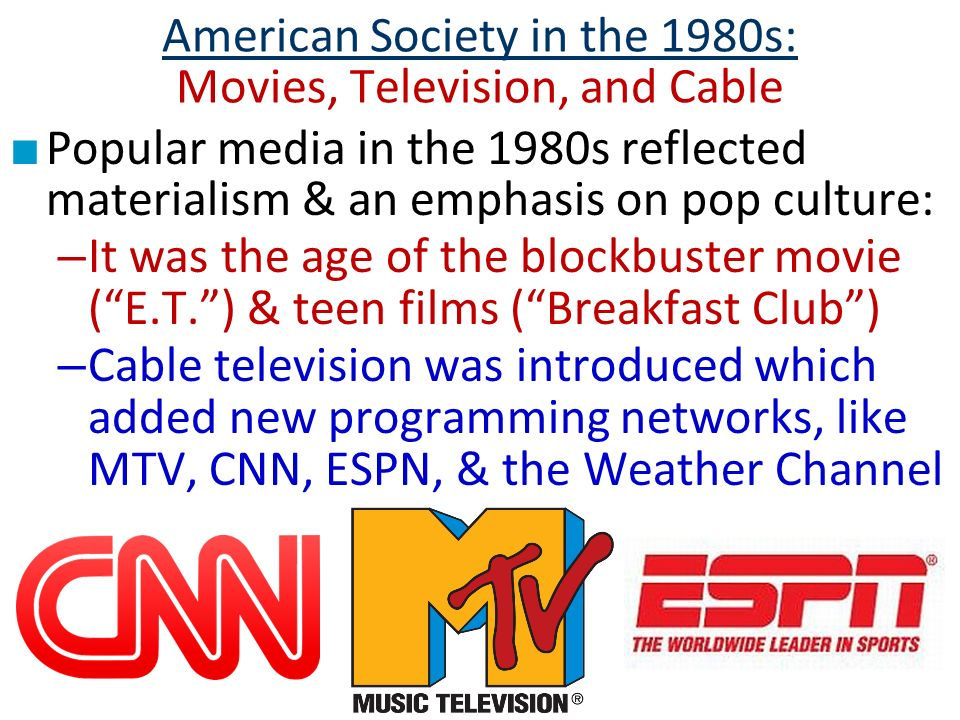 American Society in the 1980s:
Movies, Television, and Cable
■ Popular media in the 1980s reflected
materialism & an emphasis on pop culture:
– It was the age of the blockbuster movie
(“E.T.”) & teen films (“Breakfast Club”)
– Cable television was introduced which
added new programming networks, like
MTV, CNN, ESPN, & the Weather Channel
CNN
MTV
MUSIC TELEVISION®
ESPN®
THE WORLDWIDE LEADER IN SPORTS